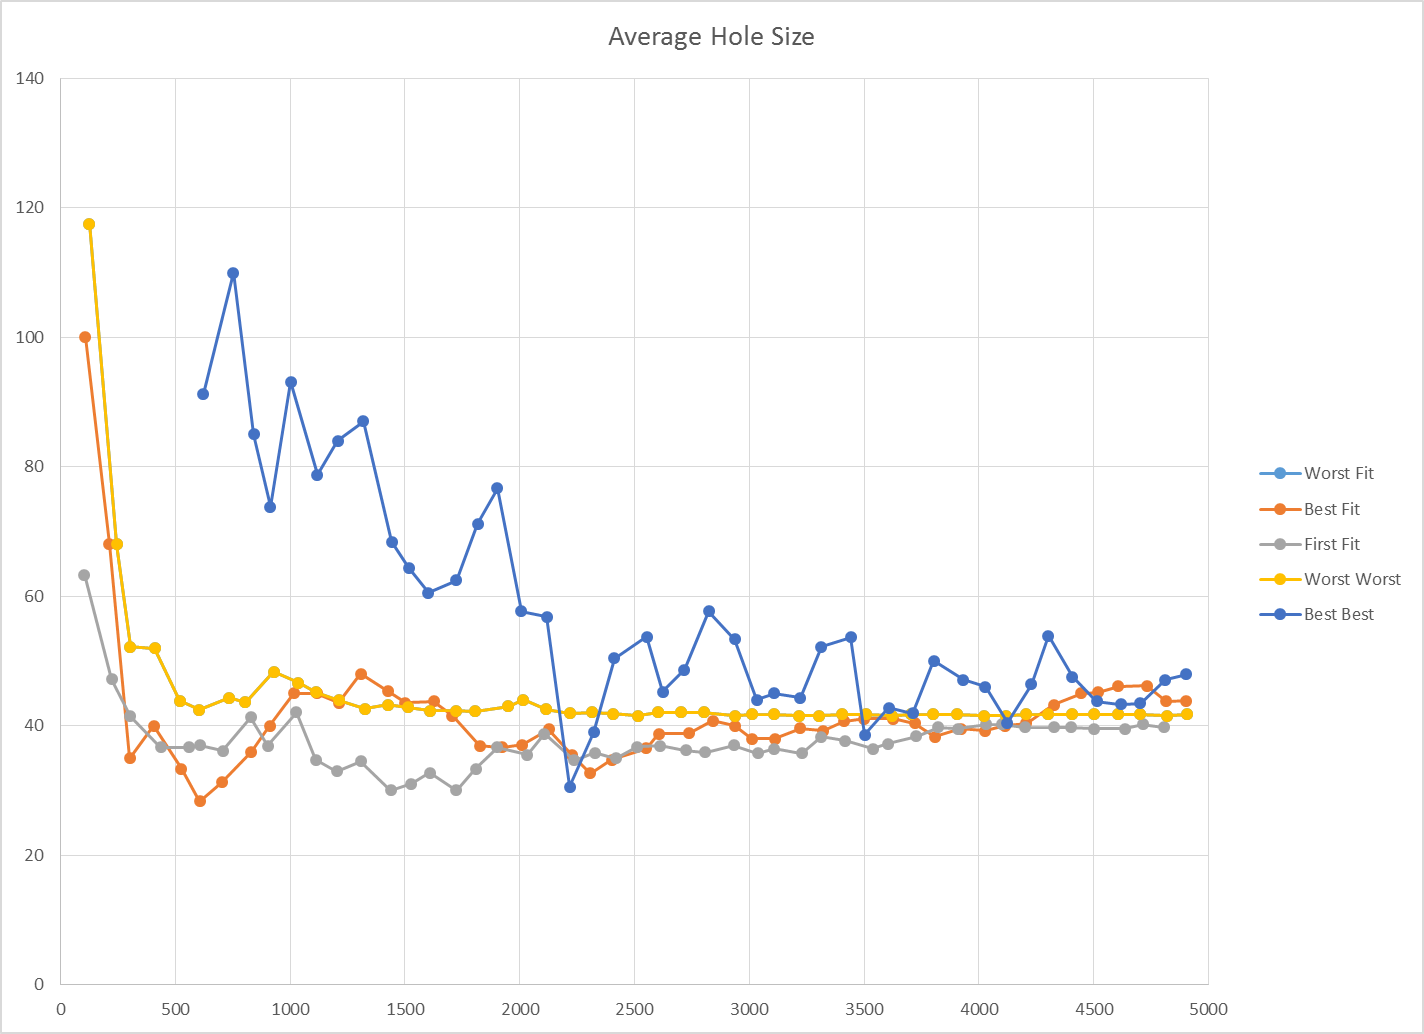 Average Hole Size
140
120
100
80
60
40
20
0
0 500 1000 1500 2000 2500 3000 3500 4000 4500 5000
Worst Fit
Best Fit
First Fit
Worst Worst
Best Best